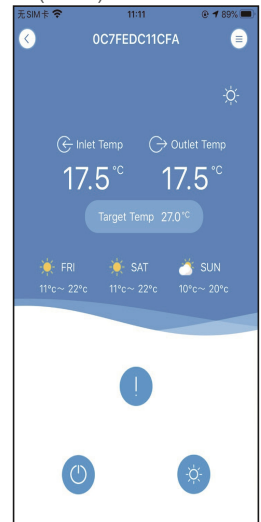 无SIM卡 11:11 89%
0C7FEDC11CFA
Inlet Temp Outlet Temp
17.5°C 17.5°C
Target Temp 27.0°C
FRI SAT SUN
11°c~ 22°c 11°c~ 22°c 10°c~ 20°c
!